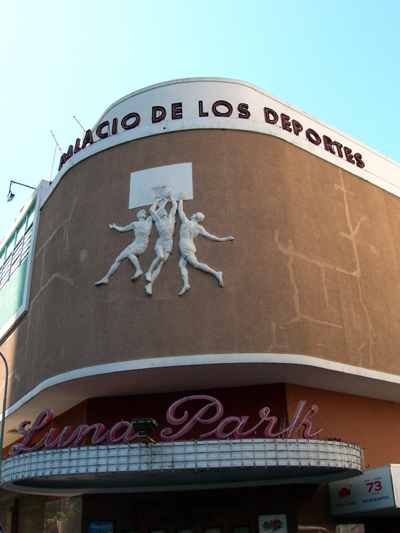 PALACIO DE LOS DEPORTES
Luna Park
73